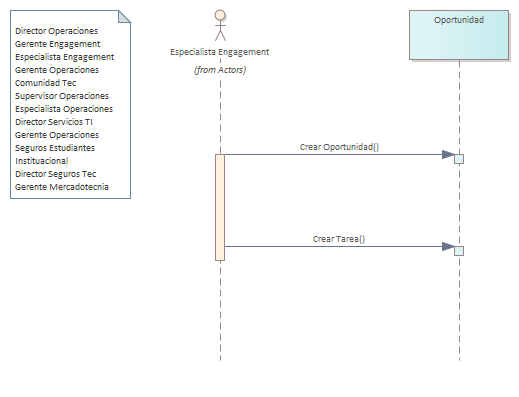 Director Operaciones
Gerente Engagement
Especialista Engagement
Gerente Operaciones
Comunidad Tec
Supervisor Operaciones
Especialista Operaciones
Director Servicios TI
Gerente Operaciones
Seguros Estudiantes
Instituacional
Director Seguros Tec
Gerente Mercadotecnia
Especialista Engagement
(from Actors)
Oportunidad
Crear Oportunidad()
Crear Tarea()